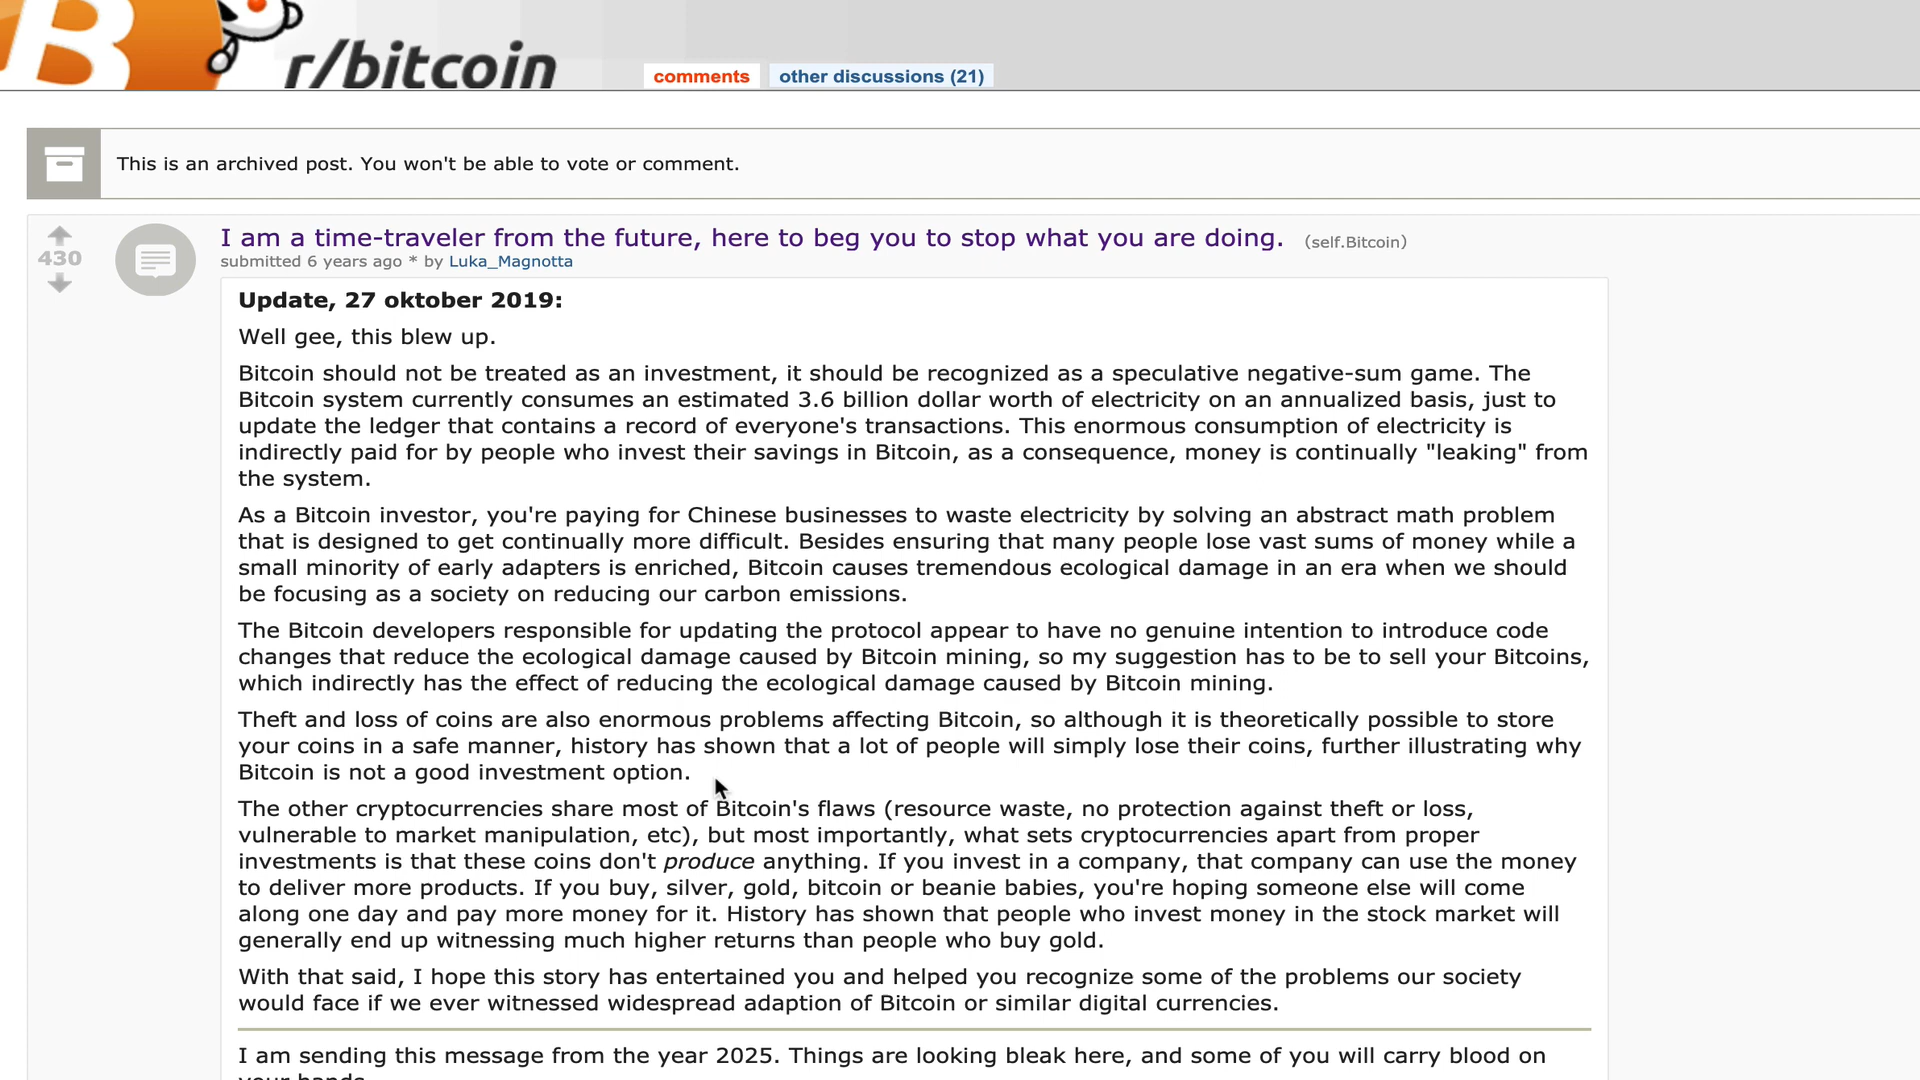 r/bitcoin
comments other discussions (21)
This is an archived post. You won't be able to vote or comment.
I am a time-traveler from the future, here to beg you to stop what you are doing. (self.Bitcoin)
430
submitted 6 years ago * by Luka_Magnotta
Update, 27 oktober 2019:
Well gee, this blew up.
Bitcoin should not be treated as an investment, it should be recognized as a speculative negative-sum game. The
Bitcoin system currently consumes an estimated 3.6 billion dollar worth of electricity on an annualized basis, just to
update the ledger that contains a record of everyone's transactions. This enormous consumption of electricity is
indirectly paid for by people who invest their savings in Bitcoin, as a consequence, money is continually "leaking" from
the system.
As a Bitcoin investor, you're paying for Chinese businesses to waste electricity by solving an abstract math problem
that is designed to get continually more difficult. Besides ensuring that many people lose vast sums of money while a
small minority of early adapters is enriched, Bitcoin causes tremendous ecological damage in an era when we should
be focusing as a society on reducing our carbon emissions.
The Bitcoin developers responsible for updating the protocol appear to have no genuine intention to introduce code
changes that reduce the ecological damage caused by Bitcoin mining, so my suggestion has to be to sell your Bitcoins,
which indirectly has the effect of reducing the ecological damage caused by Bitcoin mining.
Theft and loss of coins are also enormous problems affecting Bitcoin, so although it is theoretically possible to store
your coins in a safe manner, history has shown that a lot of people will simply lose their coins, further illustrating why
Bitcoin is not a good investment option.
The other cryptocurrencies share most of Bitcoin's flaws (resource waste, no protection against theft or loss,
vulnerable to market manipulation, etc), but most importantly, what sets cryptocurrencies apart from proper
investments is that these coins don't produce anything. If you invest in a company, that company can use the money
to deliver more products. If you buy, silver, gold, bitcoin or beanie babies, you're hoping someone else will come
along one day and pay more money for it. History has shown that people who invest money in the stock market will
generally end up witnessing much higher returns than people who buy gold.
With that said, I hope this story has entertained you and helped you recognize some of the problems our society
would face if we ever witnessed widespread adaption of Bitcoin or similar digital currencies.
I am sending this message from the year 2025. Things are looking bleak here, and some of you will carry blood on
your hands.